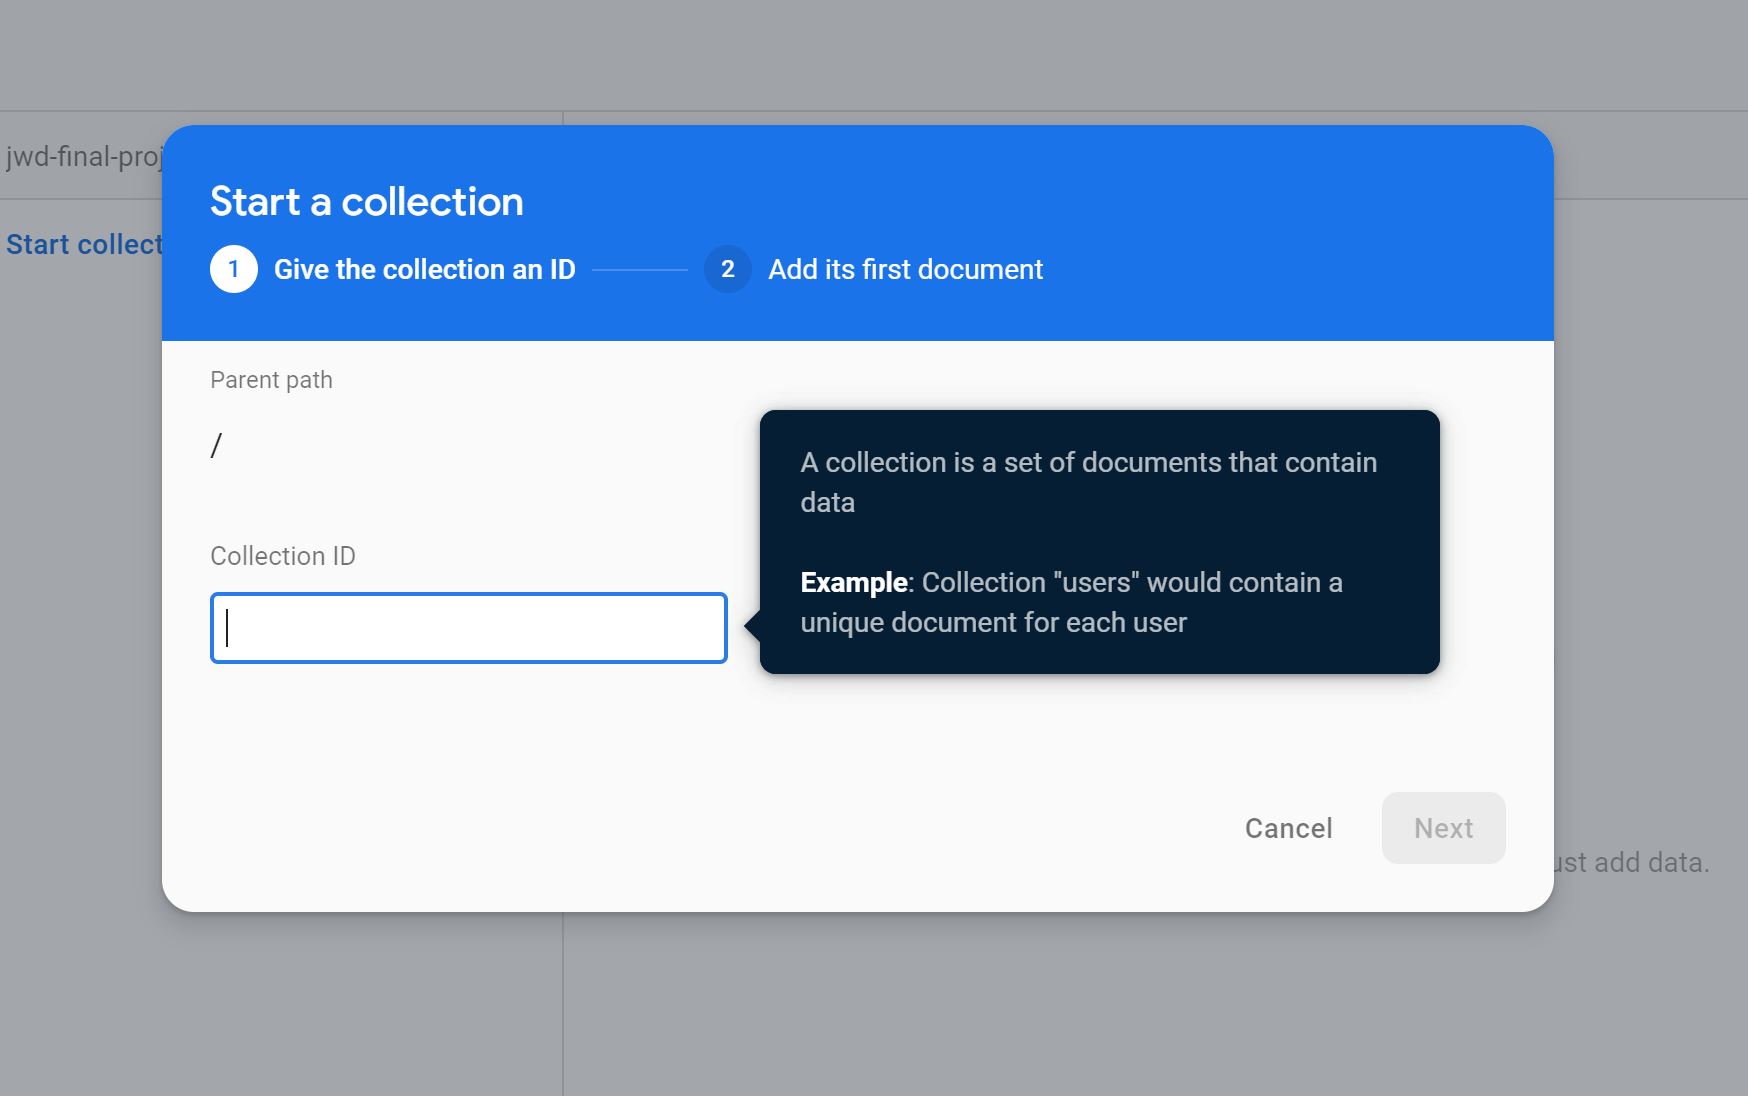 jwd-final-proj
Start a collection
Start collect
1 Give the collection an ID 2 Add its first document
Parent path
/
A collection is a set of documents that contain
data
Collection ID
Example: Collection "users" would contain a
unique document for each user
Cancel Next
ust add data.